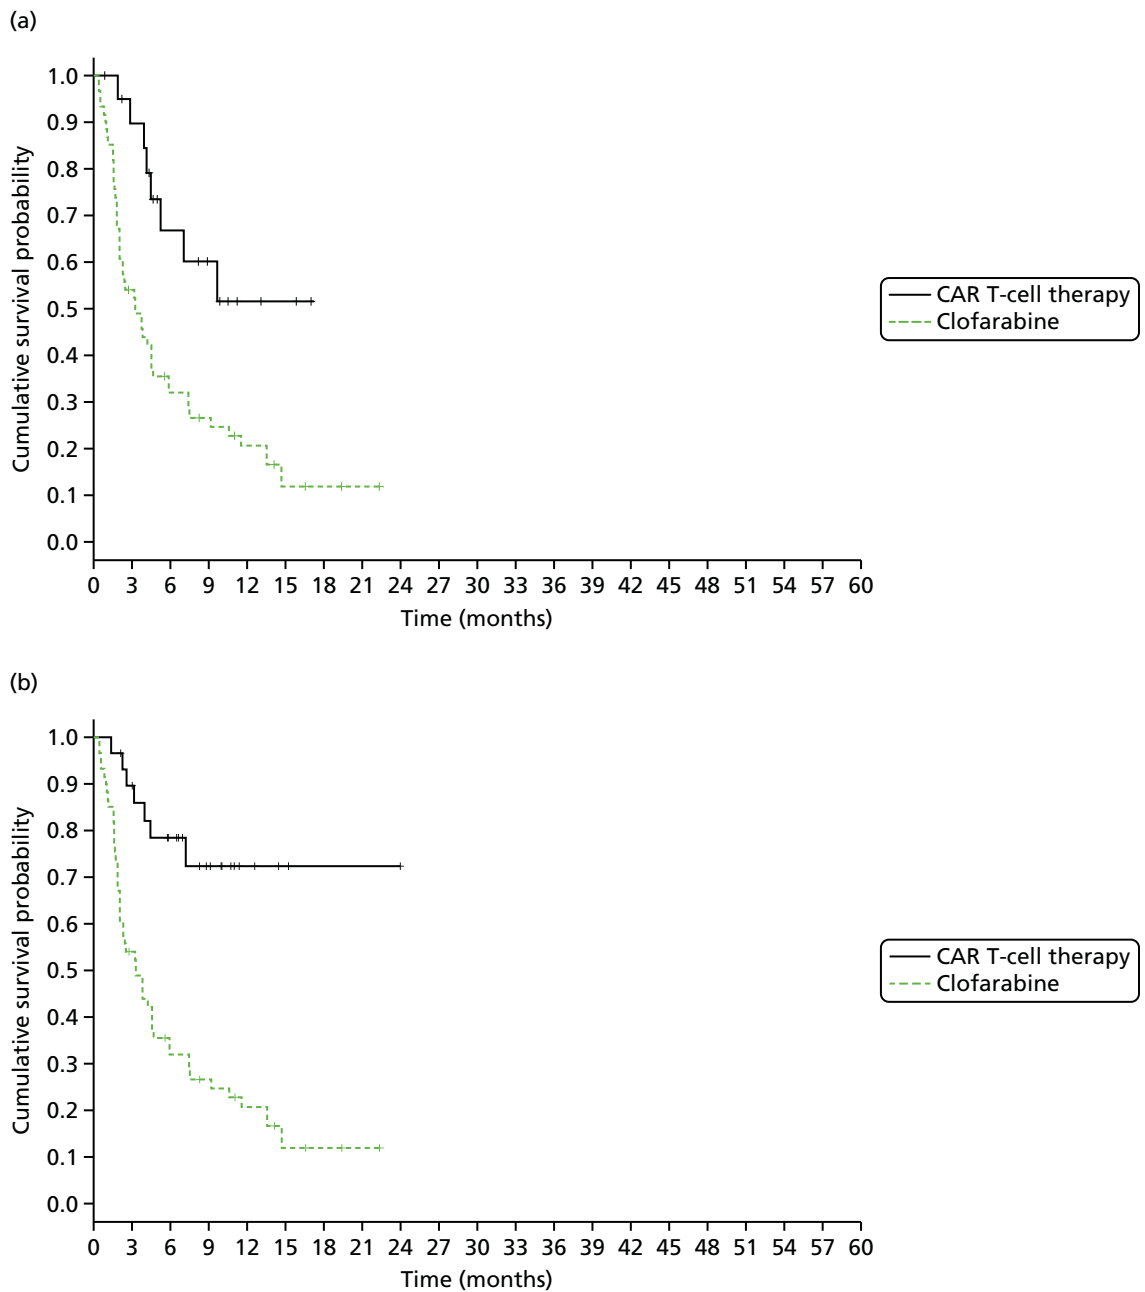 (a)
1.0
0.9
0.8
0.7
0.6
0.5
0.4
0.3
0.2
0.1
0.0
Cumulative survival probability
0 3 6 9 12 15 18 21 24 27 30 33 36 39 42 45 48 51 54 57 60
Time (months)
CAR T-cell therapy
Clofarabine
(b)
1.0
0.9
0.8
0.7
0.6
0.5
0.4
0.3
0.2
0.1
0.0
Cumulative survival probability
0 3 6 9 12 15 18 21 24 27 30 33 36 39 42 45 48 51 54 57 60
Time (months)
CAR T-cell therapy
Clofarabine